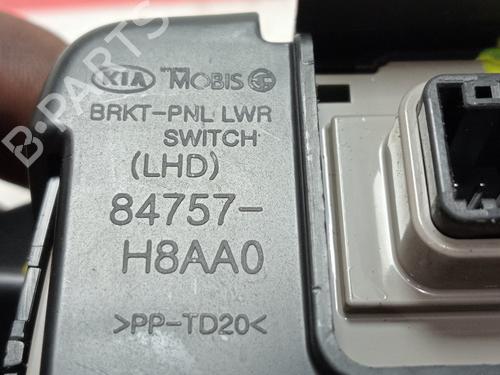 KIA MOBIS
BRKT-PNL LWR
SWITCH
(LHD)
84757-
H8AA0
>PP-TD20<
B-PARTS